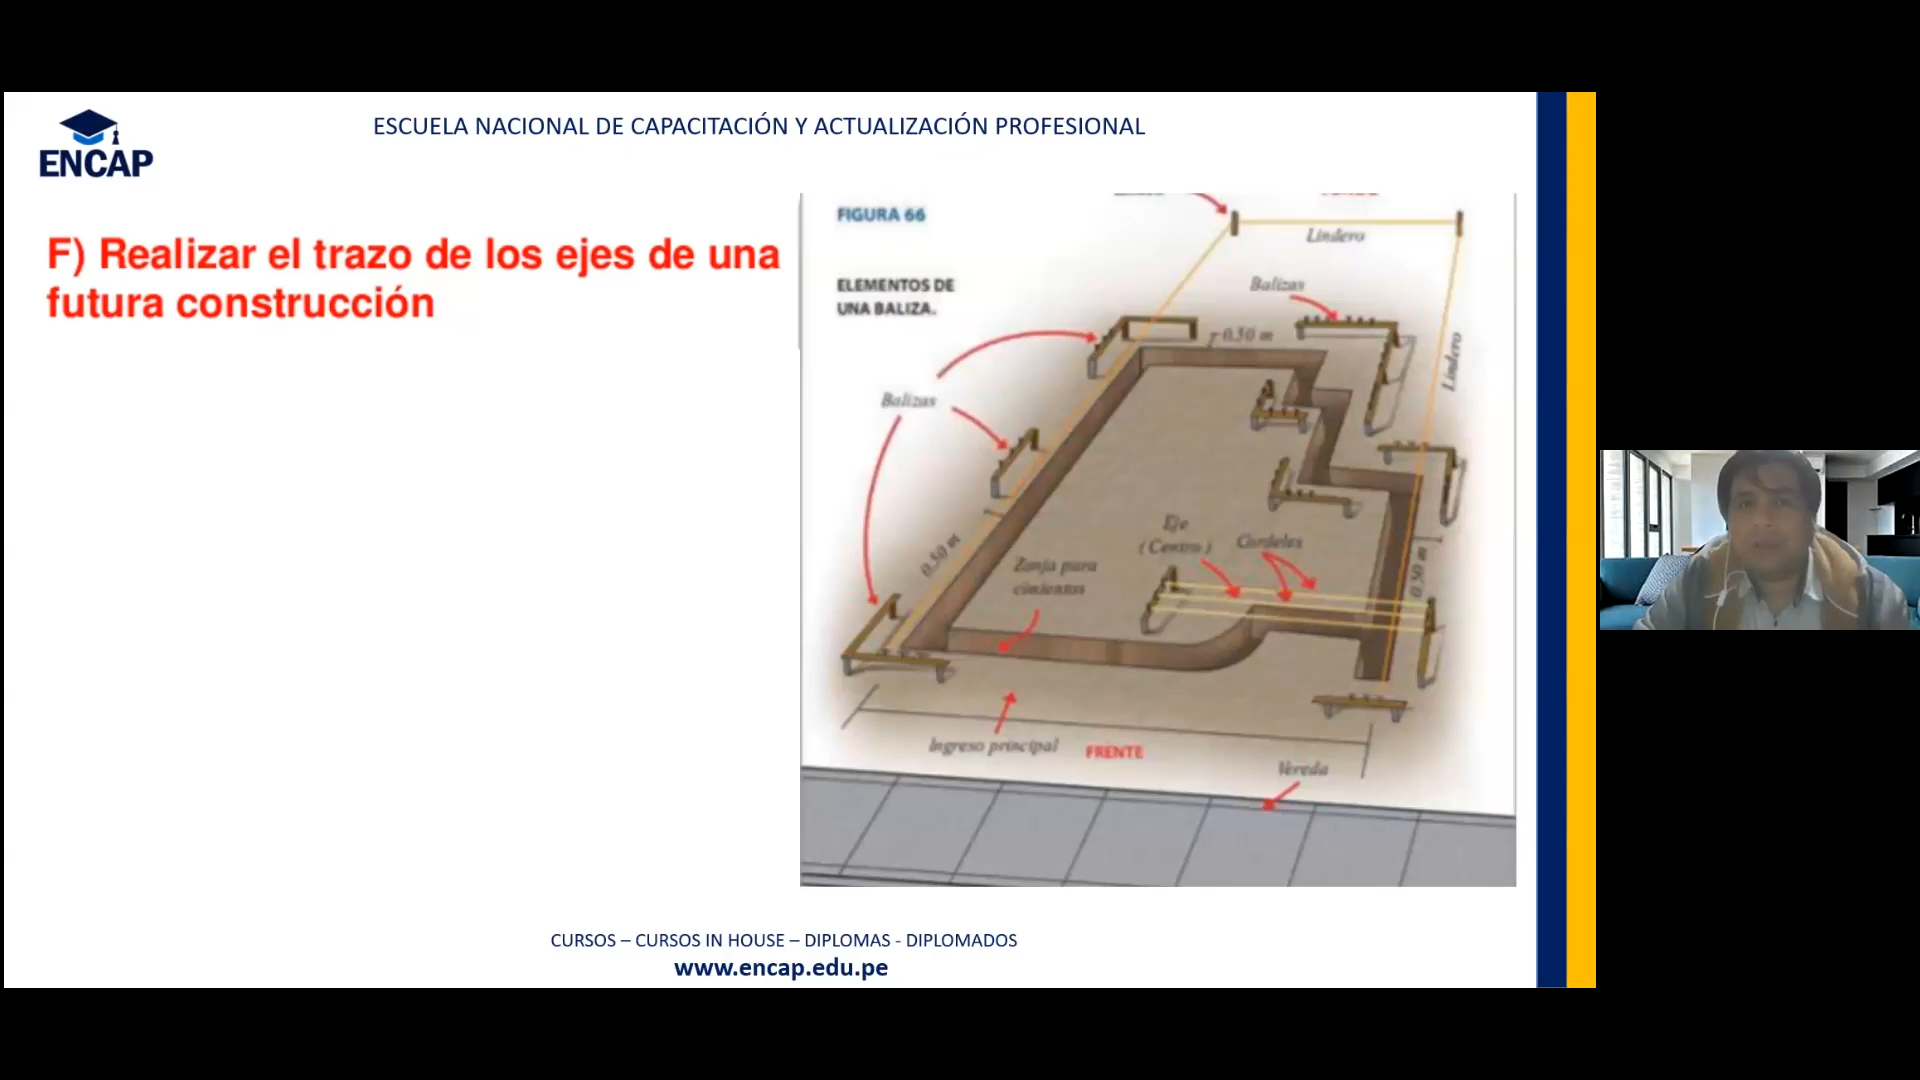 ENCAP
ESCUELA NACIONAL DE CAPACITACIÓN Y ACTUALIZACIÓN PROFESIONAL
F) Realizar el trazo de los ejes de una
futura construcción
FIGURA 66
ELEMENTOS DE
UNA BALIZA.
Lindero
Balizas
0.50 m
Lindero
Balizas
Eje
(Centro)
Cordeles
0.50 m
Zanja para
cimientos
0.50 m
Ingreso principal
FRENTE
Vereda
CURSOS – CURSOS IN HOUSE – DIPLOMAS - DIPLOMADOS
www.encap.edu.pe